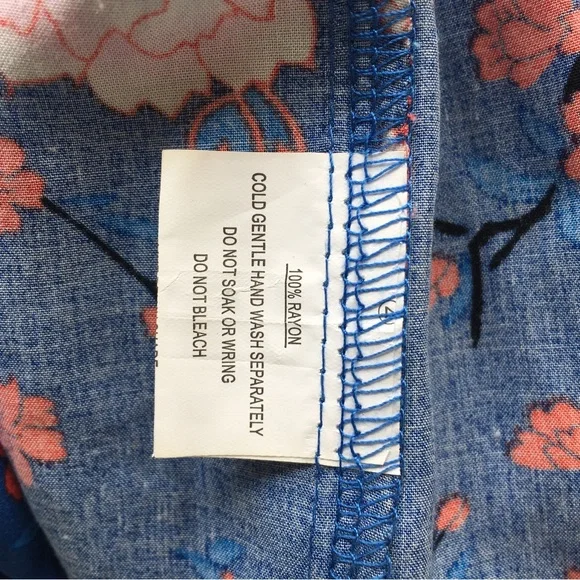 100% RAYON
COLD GENTLE HAND WASH SEPARATELY
DO NOT SOAK OR WRING
DO NOT BLEACH